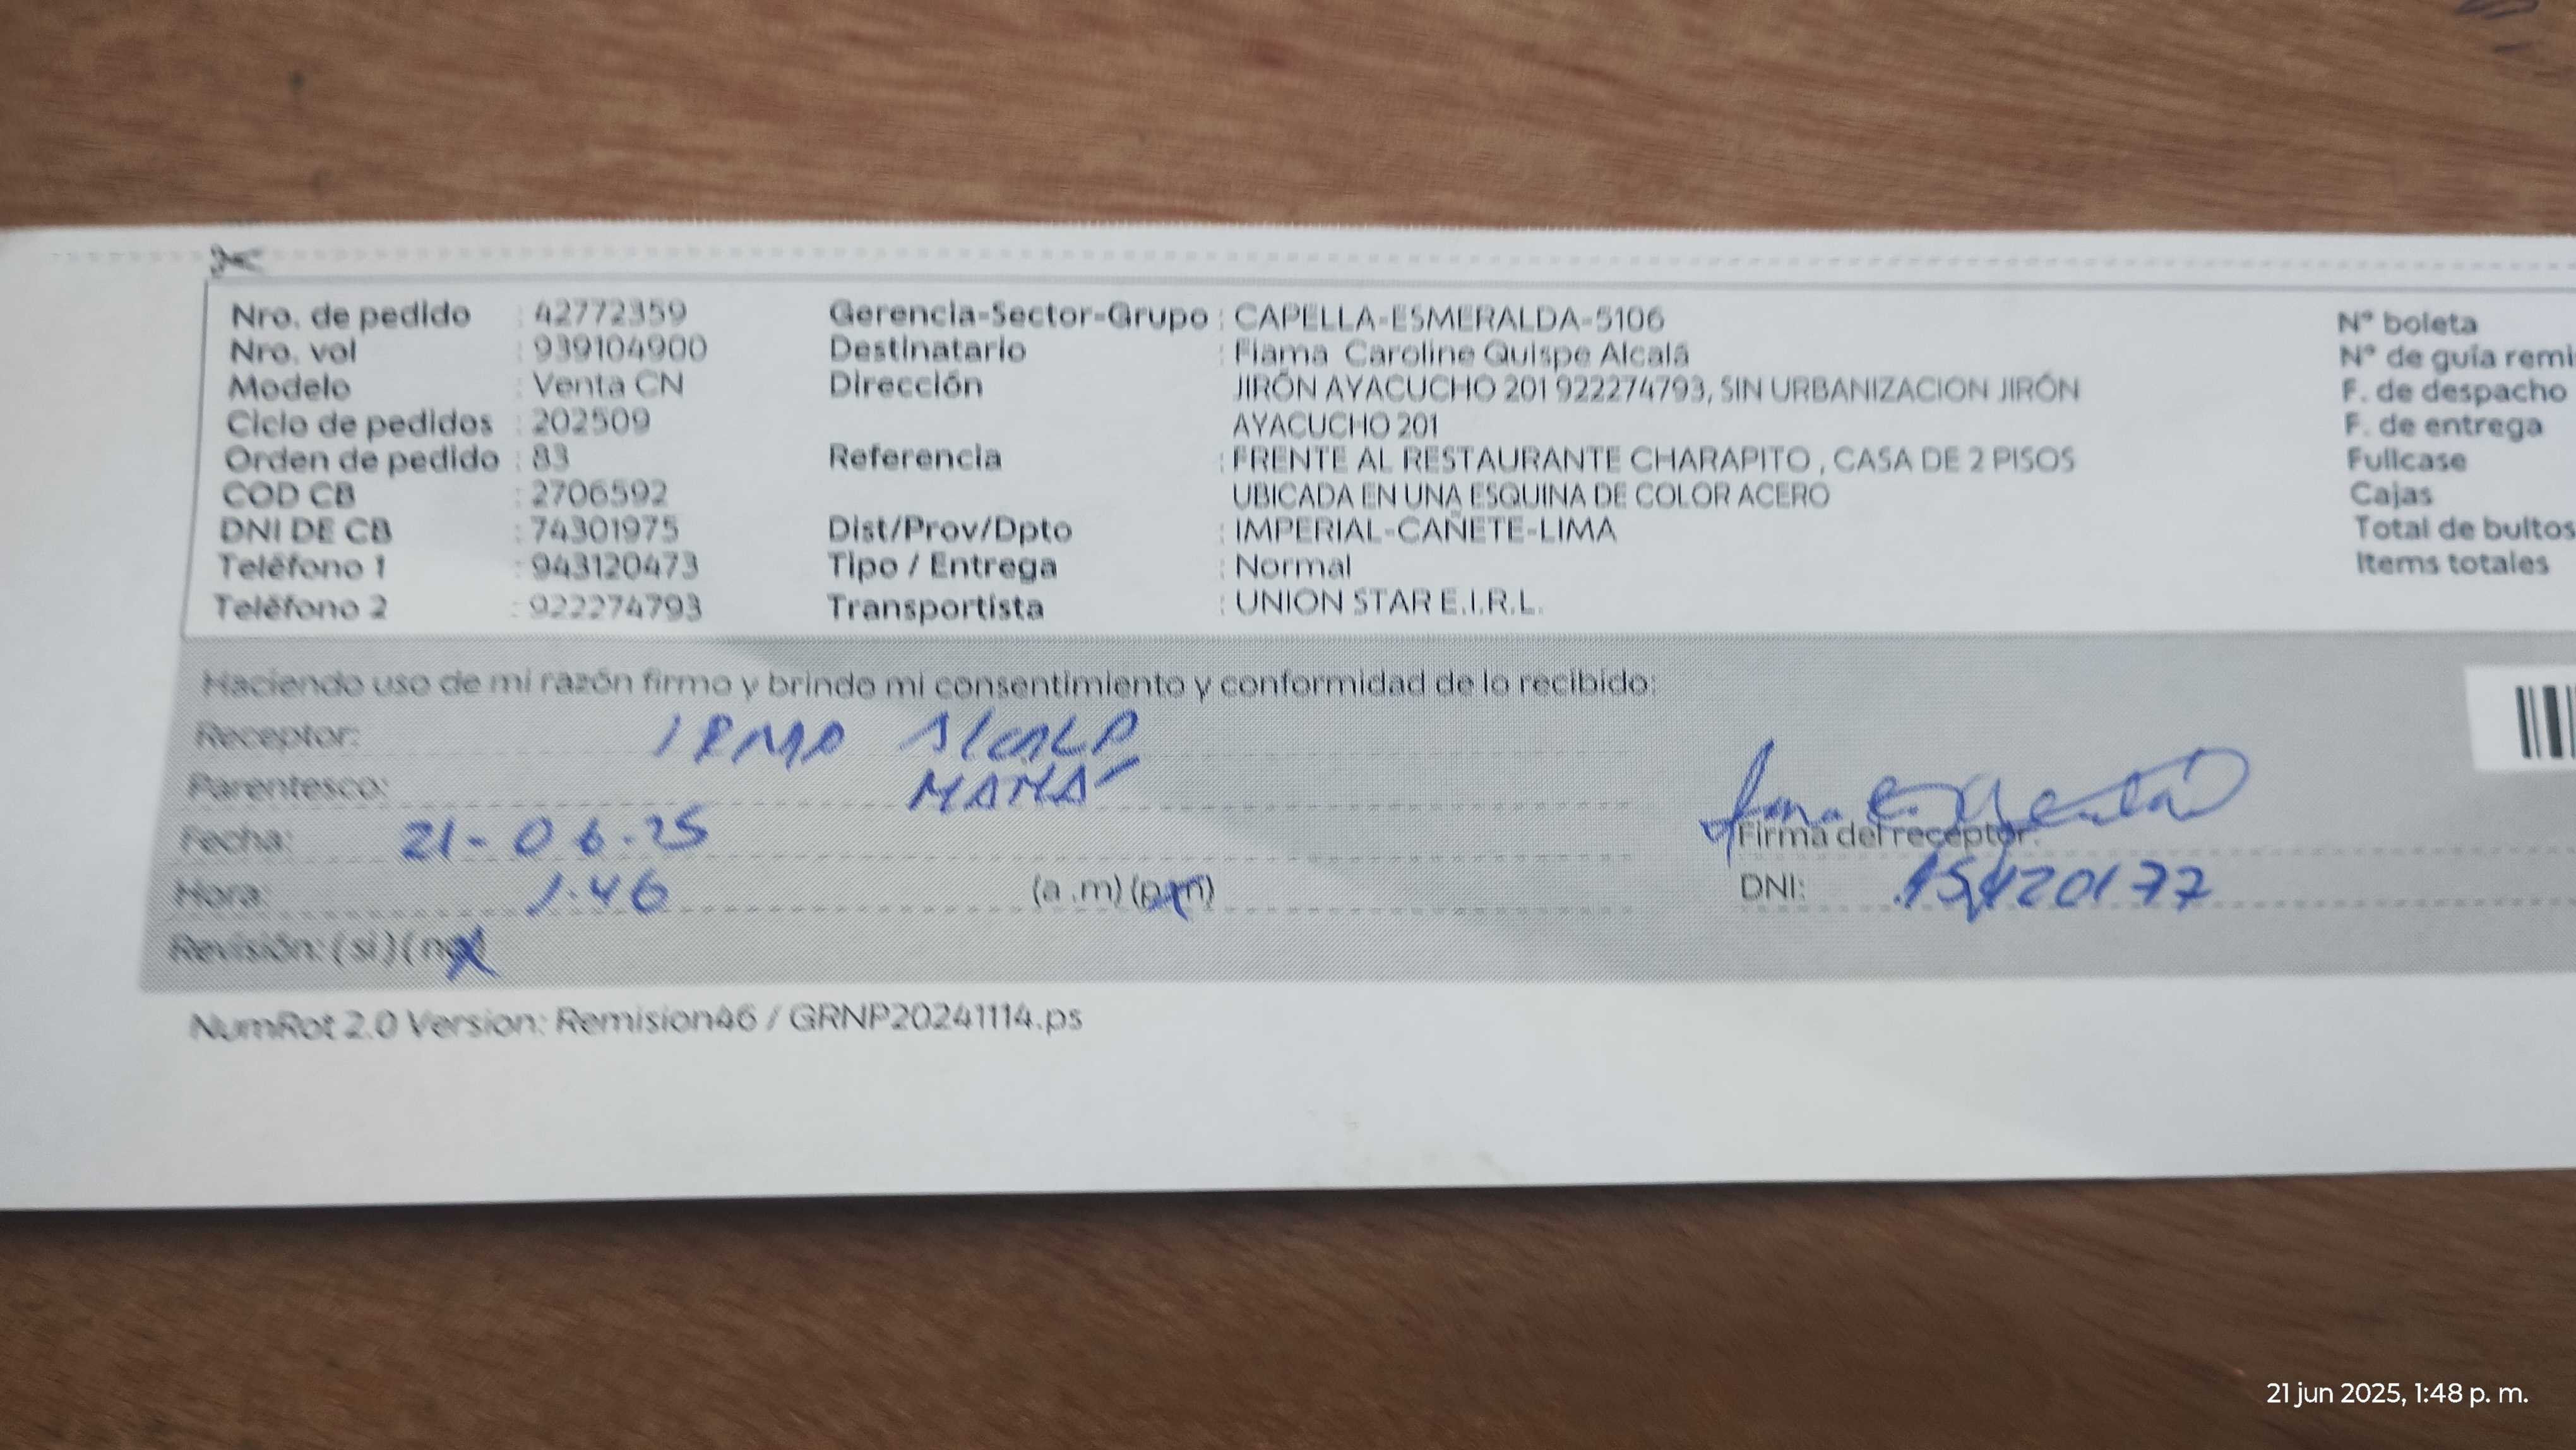 Nro. de pedido : 42772359 Gerencia-Sector-Grupo : CAPELLA-ESMERALDA-5106 N° boleta
Nro. vol : 939104900 Destinatario : Fiama Caroline Quispe Alcalá N° de guía remi
Modelo : Venta CN Dirección JIRÓN AYACUCHO 201 922274793, SIN URBANIZACION JIRÓN F. de despacho
Ciclo de pedidos : 202509 AYACUCHO 201 F. de entrega
Orden de pedido : 83 Referencia : FRENTE AL RESTAURANTE CHARAPITO , CASA DE 2 PISOS Fullcase
COD CB : 2706592 UBICADA EN UNA ESQUINA DE COLOR ACERO Cajas
DNI DE CB : 74301975 Dist/Prov/Dpto : IMPERIAL-CAÑETE-LIMA Total de bultos
Teléfono 1 : 943120473 Tipo / Entrega : Normal Items totales
Teléfono 2 : 922274793 Transportista : UNION STAR E.I.R.L.
Haciendo uso de mi razón firmo y brindo mi consentimiento y conformidad de lo recibido:
Receptor: IRMA AlcALA
Parentesco: MAMÁ
Fecha: 21-06-25 Firma del receptor:
Hora: 1.46 (a .m) (p.m) DNI:
Revisión: ( si ) ( no )
NumRot 2.0 Version: Remision46 / GRNP20241114.ps
21 jun 2025, 1:48 p. m.